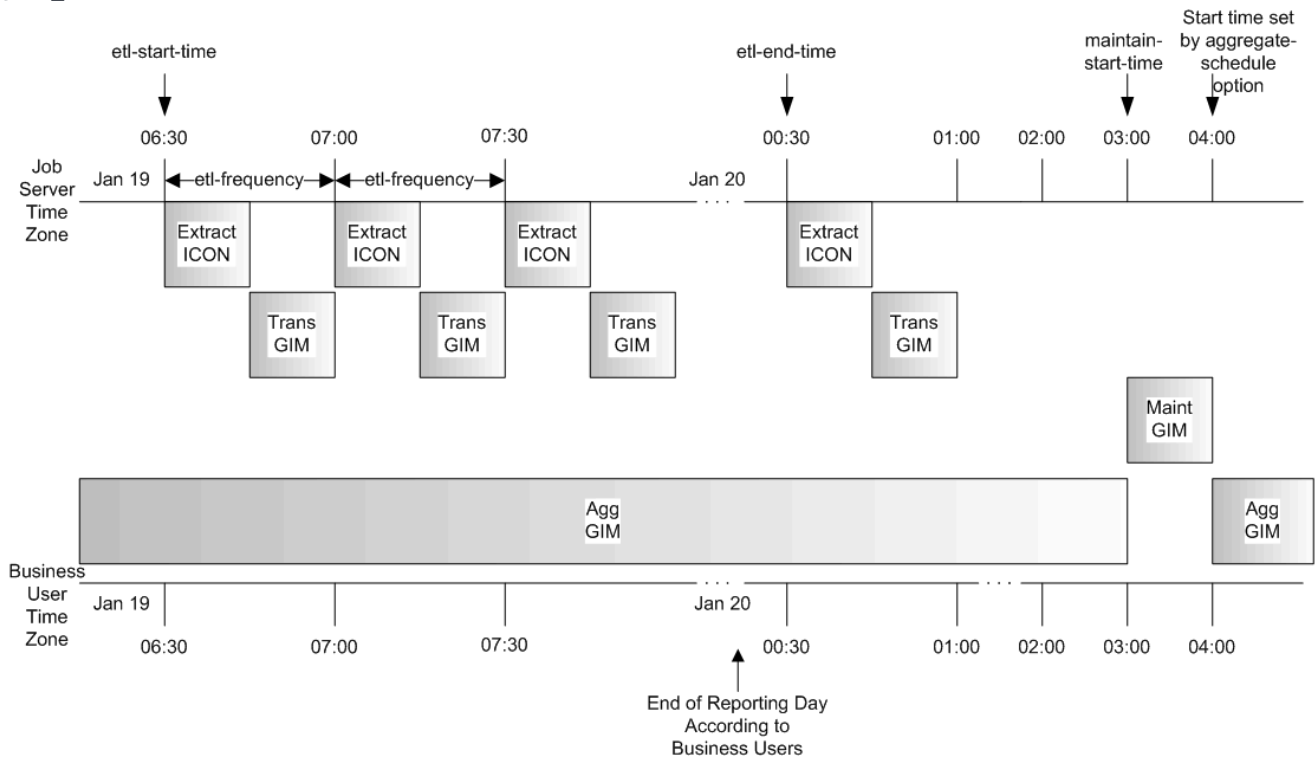 etl-start-time
etl-end-time
maintain-
start-time
Start time set
by aggregate-
schedule
option
06:30
07:00
07:30
00:30
01:00
02:00
03:00
04:00
Job
Server
Time
Zone
Jan 19
etl-frequency
etl-frequency
Jan 20
. . .
Extract
ICON
Extract
ICON
Extract
ICON
Extract
ICON
Trans
GIM
Trans
GIM
Trans
GIM
Trans
GIM
Maint
GIM
Agg
GIM
Agg
GIM
Business
User
Time
Zone
Jan 19
. . .
Jan 20
. . .
06:30
07:00
07:30
00:30
01:00
02:00
03:00
04:00
End of Reporting Day
According to
Business Users